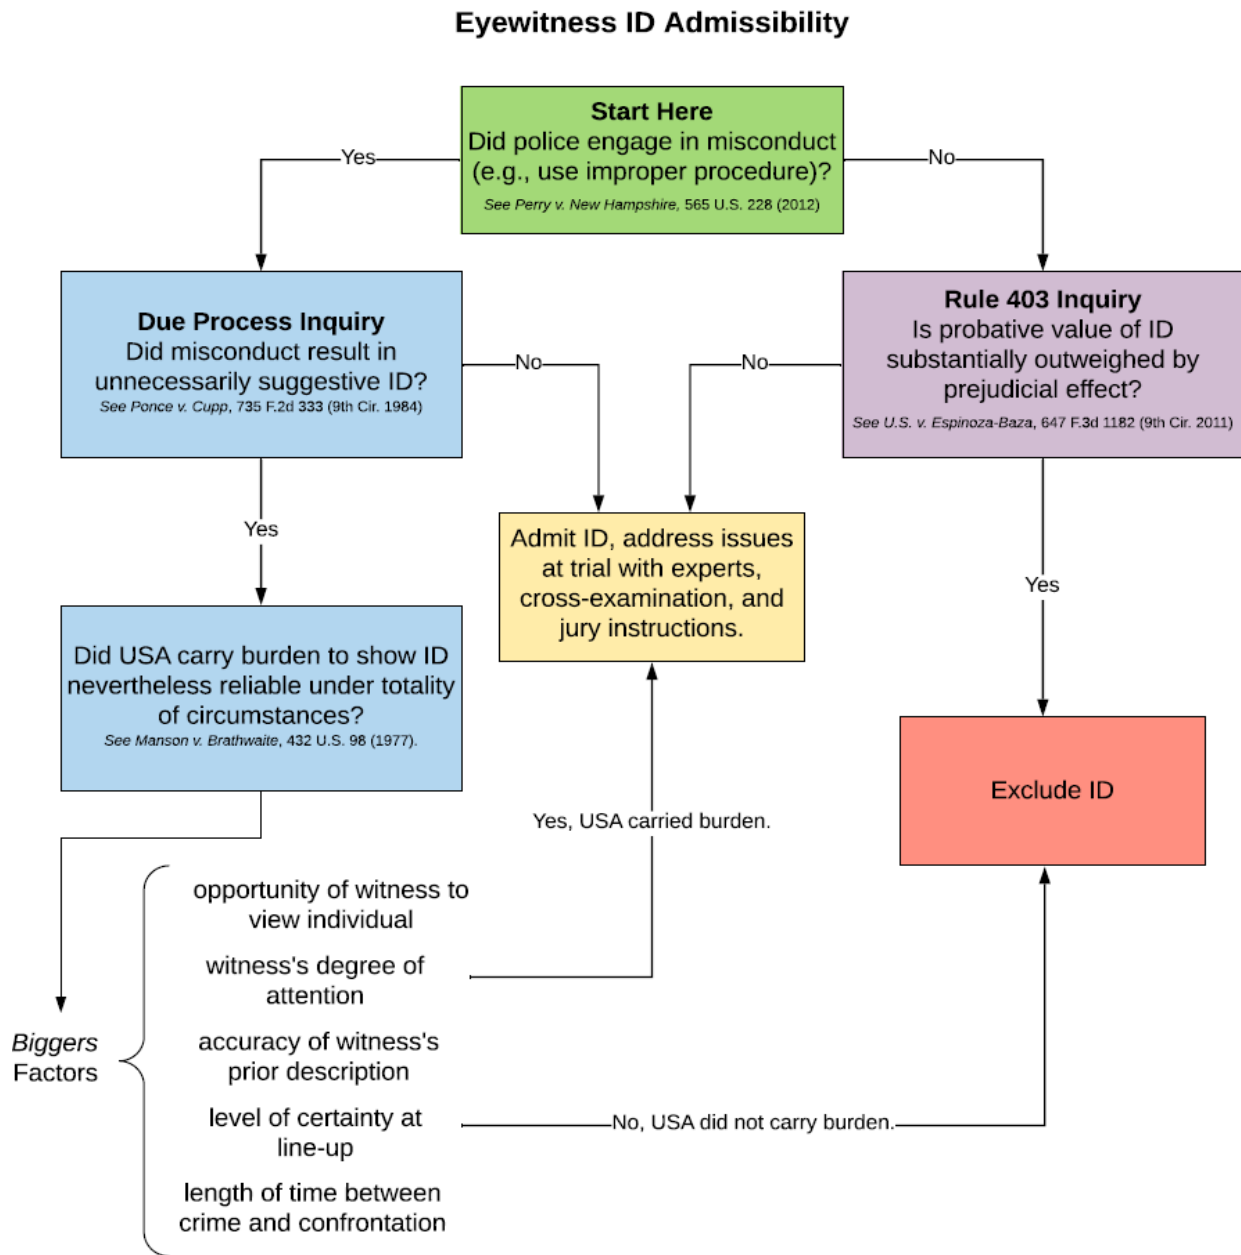 Eyewitness ID Admissibility
Start Here
Did police engage in misconduct
(e.g., use improper procedure)?
See Perry v. New Hampshire, 565 U.S. 228 (2012)
Yes
No
Due Process Inquiry
Did misconduct result in
unnecessarily suggestive ID?
See Ponce v. Cupp, 735 F.2d 333 (9th Cir. 1984)
Rule 403 Inquiry
Is probative value of ID
substantially outweighed by
prejudicial effect?
See U.S. v. Espinoza-Baza, 647 F.3d 1182 (9th Cir. 2011)
No
No
Yes
Admit ID, address issues
at trial with experts,
cross-examination, and
jury instructions.
Yes
Did USA carry burden to show ID
nevertheless reliable under totality
of circumstances?
See Manson v. Brathwaite, 432 U.S. 98 (1977).
Exclude ID
Yes, USA carried burden.
Biggers
Factors
opportunity of witness to
view individual
witness's degree of
attention
accuracy of witness's
prior description
level of certainty at
line-up
length of time between
crime and confrontation
No, USA did not carry burden.